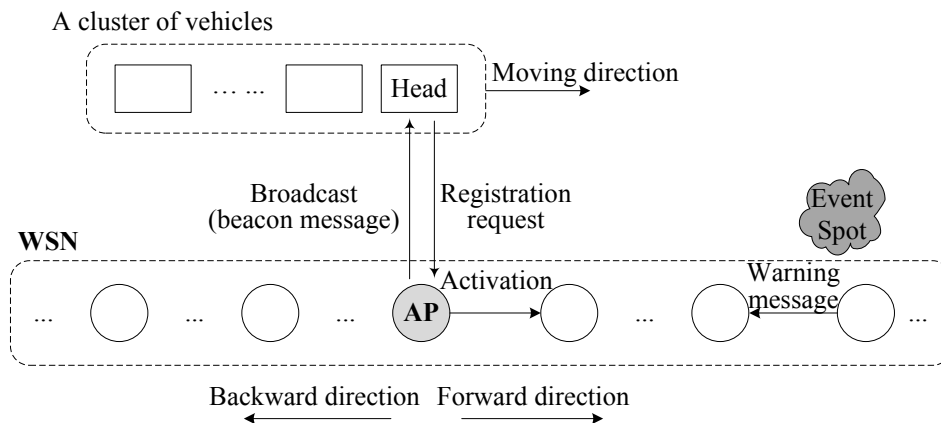 A cluster of vehicles
… ...
Head
Moving direction
Broadcast
(beacon message)
Registration
request
Event
Spot
WSN
...
...
...
AP
Activation
...
Warning
message
...
Backward direction
Forward direction